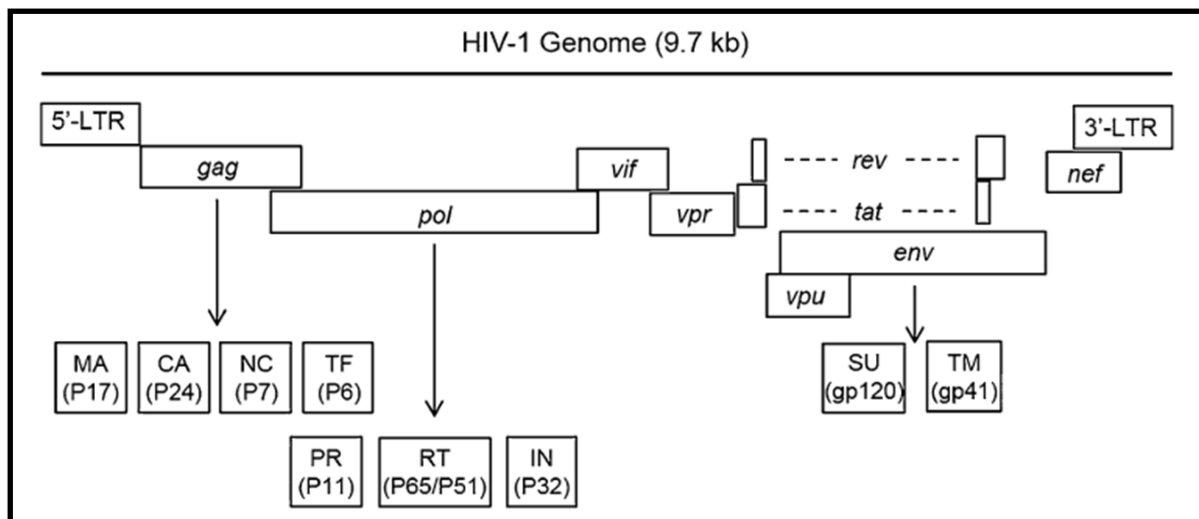 HIV-1 Genome (9.7 kb)
5’-LTR
3’-LTR
gag
vif
rev
nef
pol
vpr
tat
env
vpu
MA
(P17)
CA
(P24)
NC
(P7)
TF
(P6)
SU
(gp120)
TM
(gp41)
PR
(P11)
RT
(P65/P51)
IN
(P32)